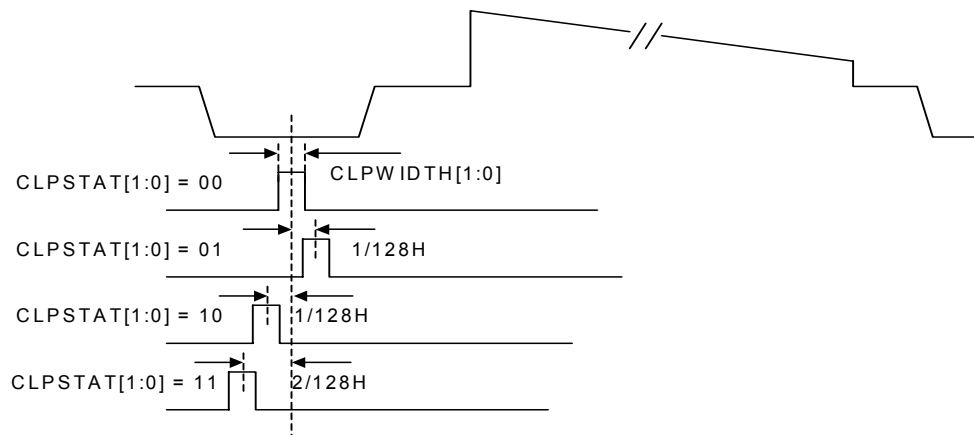 CLPWIDTH[1:0]
CLPSTAT[1:0] = 00
CLPSTAT[1:0] = 01 1/128H
CLPSTAT[1:0] = 10 1/128H
CLPSTAT[1:0] = 11 2/128H